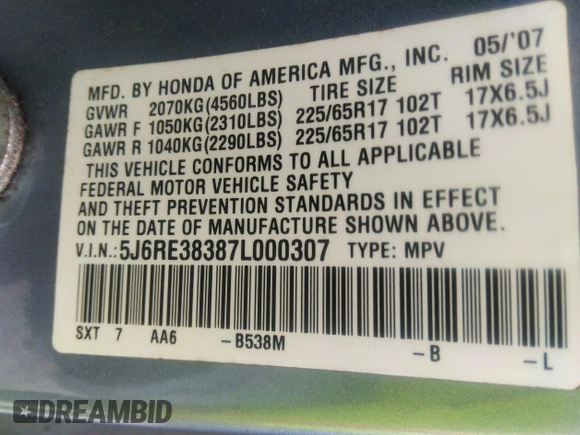 MFD. BY HONDA OF AMERICA MFG., INC. 05/'07
GVWR 2070KG(4560LBS) TIRE SIZE RIM SIZE
GAWR F 1050KG(2310LBS) 225/65R17 102T 17X6.5J
GAWR R 1040KG(2290LBS) 225/65R17 102T 17X6.5J
THIS VEHICLE CONFORMS TO ALL APPLICABLE
FEDERAL MOTOR VEHICLE SAFETY
AND THEFT PREVENTION STANDARDS IN EFFECT
ON THE DATE OF MANUFACTURE SHOWN ABOVE.
V.I.N.:5J6RE38387L000307 TYPE: MPV
SXT 7 AA6 -B538M -B -L
DREAMBID